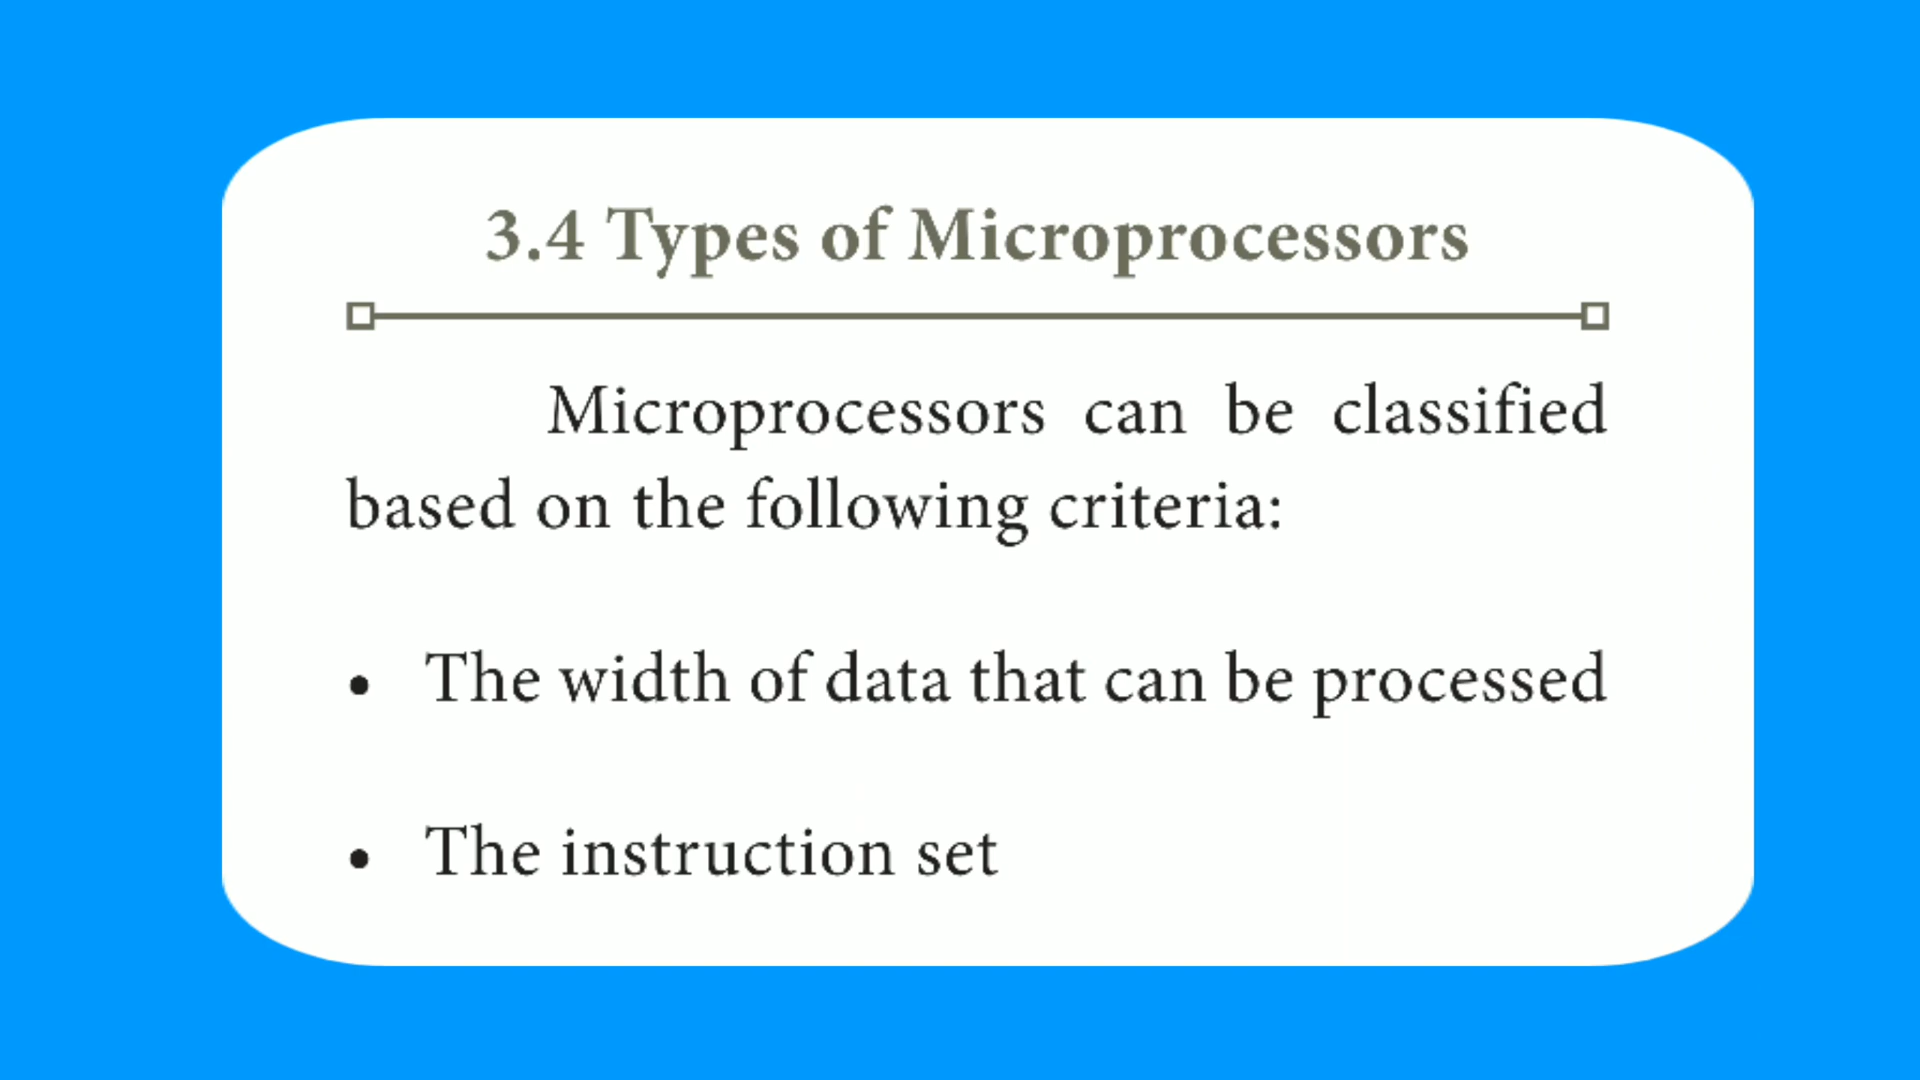 3.4 Types of Microprocessors
Microprocessors can be classified
based on the following criteria:
• The width of data that can be processed
• The instruction set